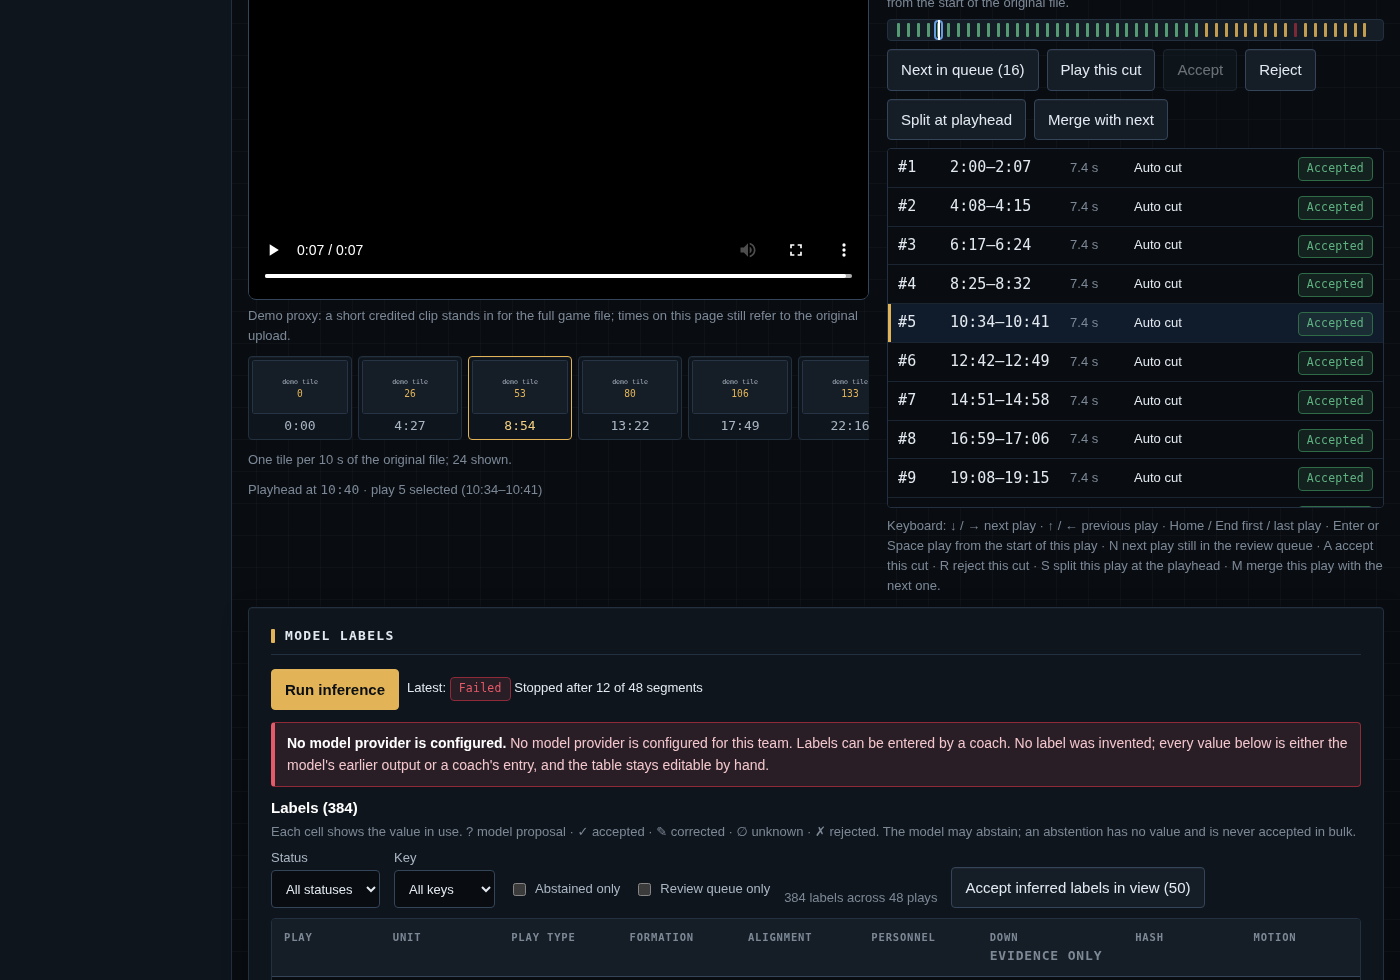 from the start of the original file.
Next in queue (16)
Play this cut
Accept
Reject
Split at playhead
Merge with next
#1 2:00–2:07 7.4 s Auto cut Accepted
#2 4:08–4:15 7.4 s Auto cut Accepted
#3 6:17–6:24 7.4 s Auto cut Accepted
#4 8:25–8:32 7.4 s Auto cut Accepted
#5 10:34–10:41 7.4 s Auto cut Accepted
#6 12:42–12:49 7.4 s Auto cut Accepted
#7 14:51–14:58 7.4 s Auto cut Accepted
#8 16:59–17:06 7.4 s Auto cut Accepted
#9 19:08–19:15 7.4 s Auto cut Accepted
Keyboard: ↓ / → next play · ↑ / ← previous play · Home / End first / last play · Enter or
Space play from the start of this play · N next play still in the review queue · A accept
this cut · R reject this cut · S split this play at the playhead · M merge this play with the
next one.
0:07 / 0:07
Demo proxy: a short credited clip stands in for the full game file; times on this page still refer to the original
upload.
demo tile demo tile demo tile demo tile demo tile demo tile
0 26 53 80 106 133
0:00 4:27 8:54 13:22 17:49 22:16
One tile per 10 s of the original file; 24 shown.
Playhead at 10:40 · play 5 selected (10:34–10:41)
MODEL LABELS
Run inference Latest: Failed Stopped after 12 of 48 segments
No model provider is configured. No model provider is configured for this team. Labels can be entered by a coach. No label was invented; every value below is either the
model's earlier output or a coach's entry, and the table stays editable by hand.
Labels (384)
Each cell shows the value in use. ? model proposal · ✓ accepted · ✎ corrected · ∅ unknown · ✗ rejected. The model may abstain; an abstention has no value and is never accepted in bulk.
Status Key
All statuses All keys Abstained only Review queue only 384 labels across 48 plays Accept inferred labels in view (50)
PLAY UNIT PLAY TYPE FORMATION ALIGNMENT PERSONNEL DOWN HASH MOTION
EVIDENCE ONLY